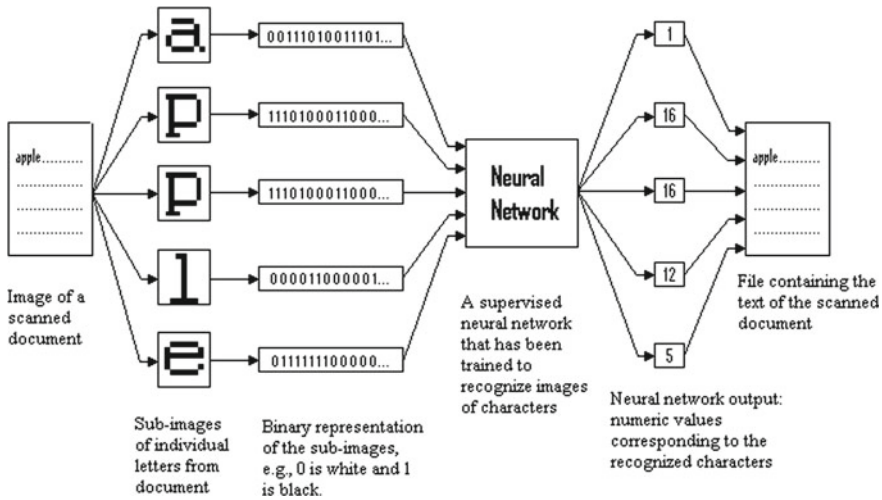 apple..........
....................
....................
....................
Image of a
scanned
document
a
p
p
l
e
Sub-images
of individual
letters from
document
00111010011101...
1110100011000...
1110100011000...
000011000001...
0111111100000...
Binary representation
of the sub-images,
e.g., 0 is white and 1
is black.
Neural
Network
A supervised
neural network
that has been
trained to
recognize images
of characters
1
16
16
12
5
Neural network output:
numeric values
corresponding to the
recognized characters
apple..........
....................
....................
....................
File containing the
text of the scanned
document